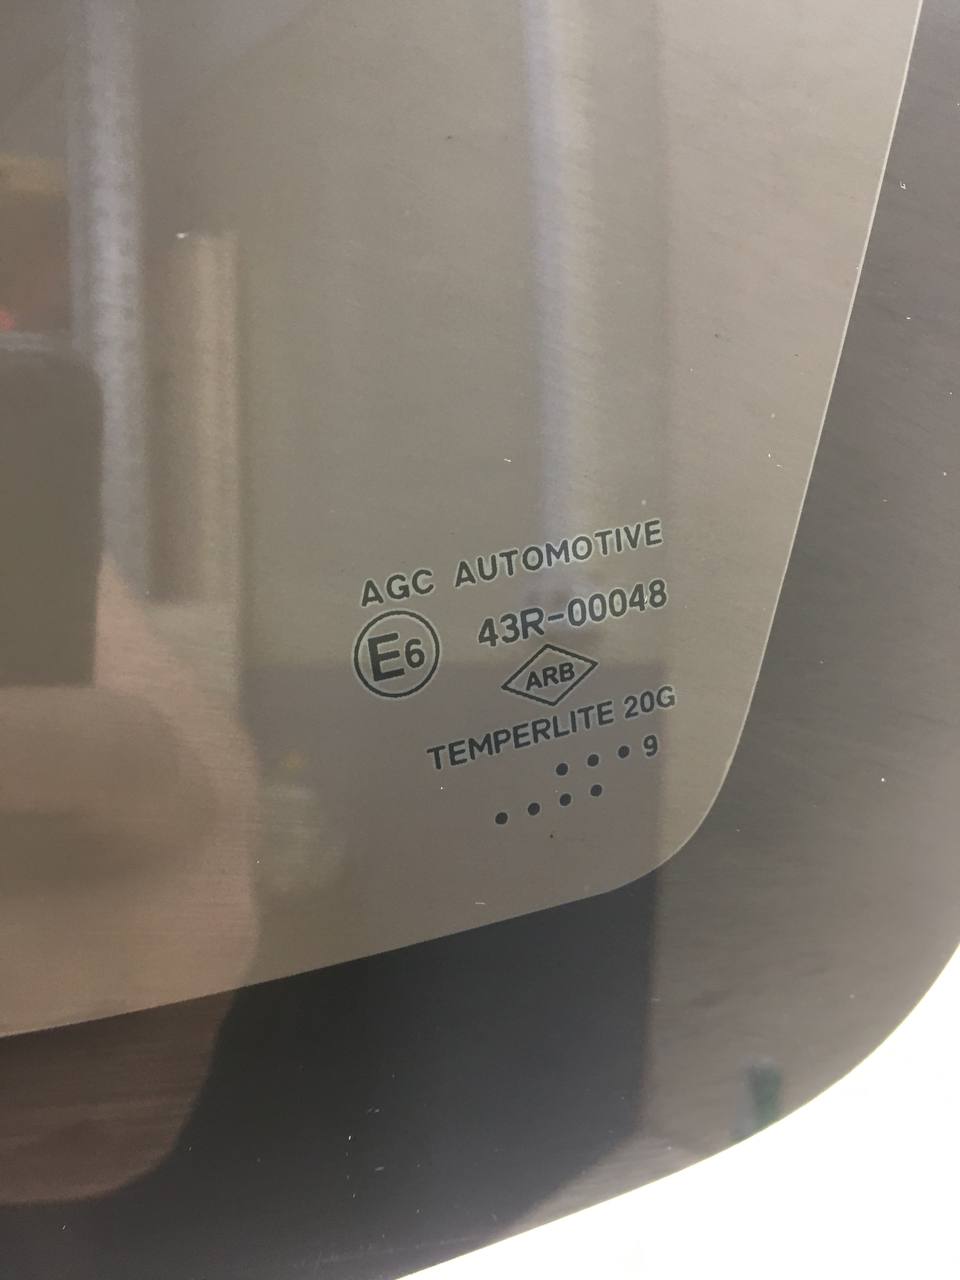 AGC AUTOMOTIVE
E6 43R-00048
ARB
TEMPERLITE 20G
• • • 9
• • • •